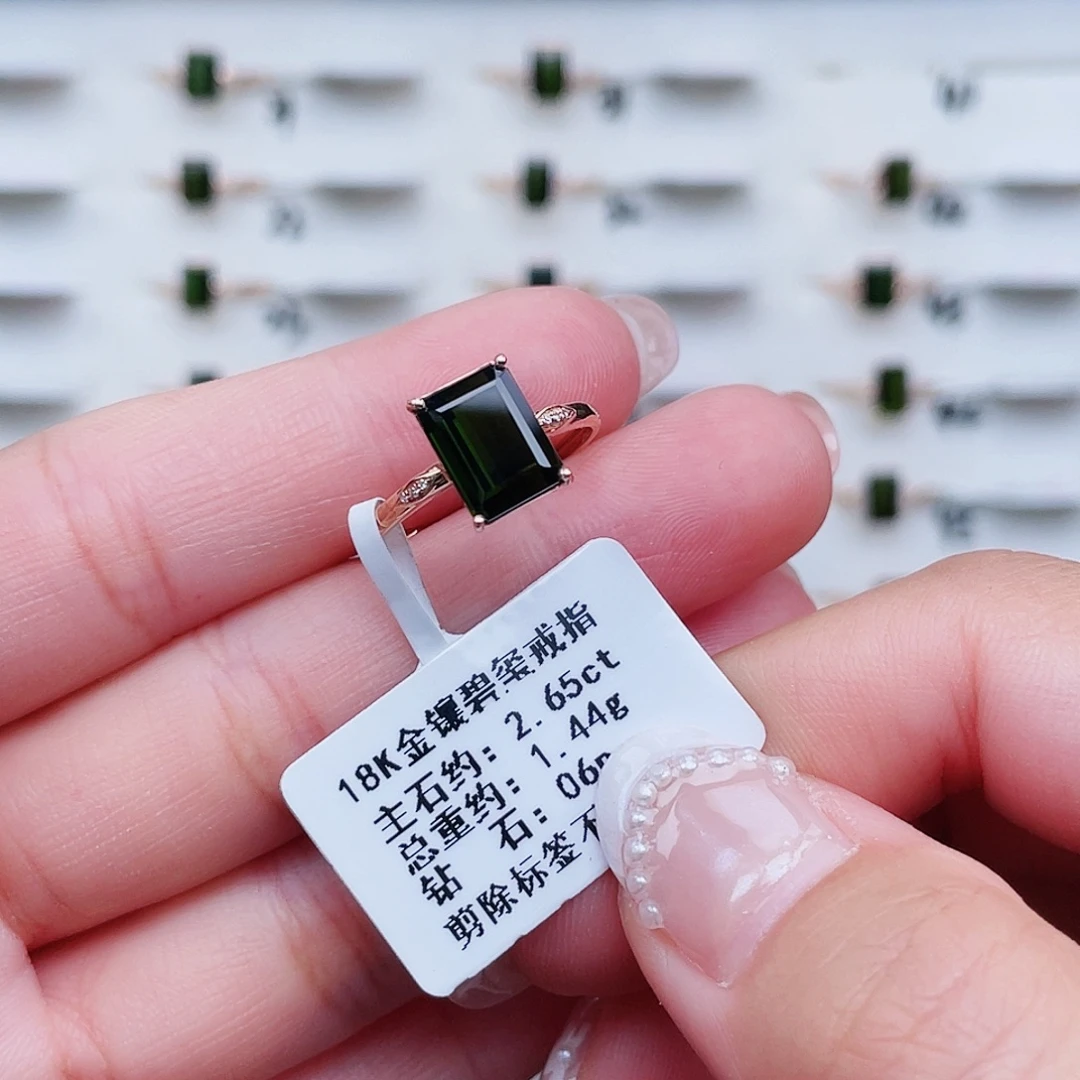 18K金镶碧玺戒指
主石约: 2.65ct
总重约: 1.44g
钻 石: 06
剪除标签不